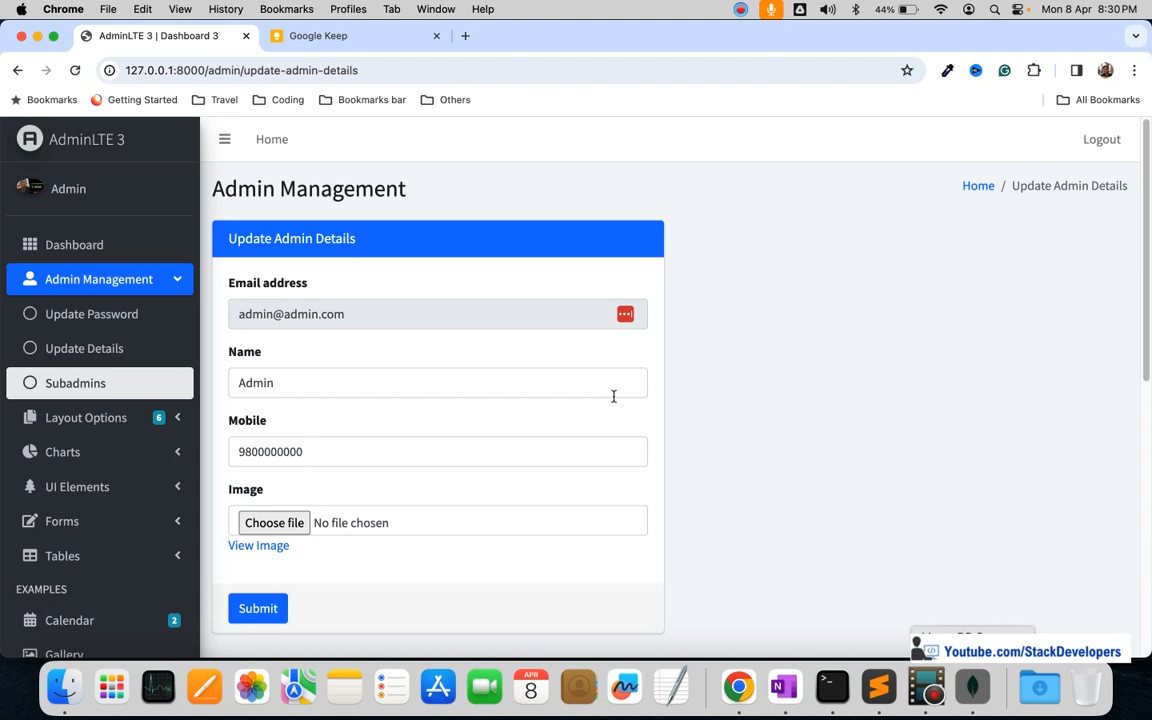 Chrome File Edit View History Bookmarks Profiles Tab Window Help 44% Mon 8 Apr 8:30 PM
AdminLTE 3 | Dashboard 3 Google Keep
127.0.0.1:8000/admin/update-admin-details
Bookmarks Getting Started Travel Coding Bookmarks bar Others All Bookmarks
AdminLTE 3
Home
Logout
Admin
Admin Management
Home / Update Admin Details
Dashboard
Admin Management
Update Password
Update Details
Subadmins
Layout Options 6
Charts
UI Elements
Forms
Tables
EXAMPLES
Calendar 2
Gallery
Update Admin Details
Email address
admin@admin.com
Name
Admin
Mobile
9800000000
Image
Choose file No file chosen
View Image
Submit
Youtube.com/StackDevelopers
APR
8